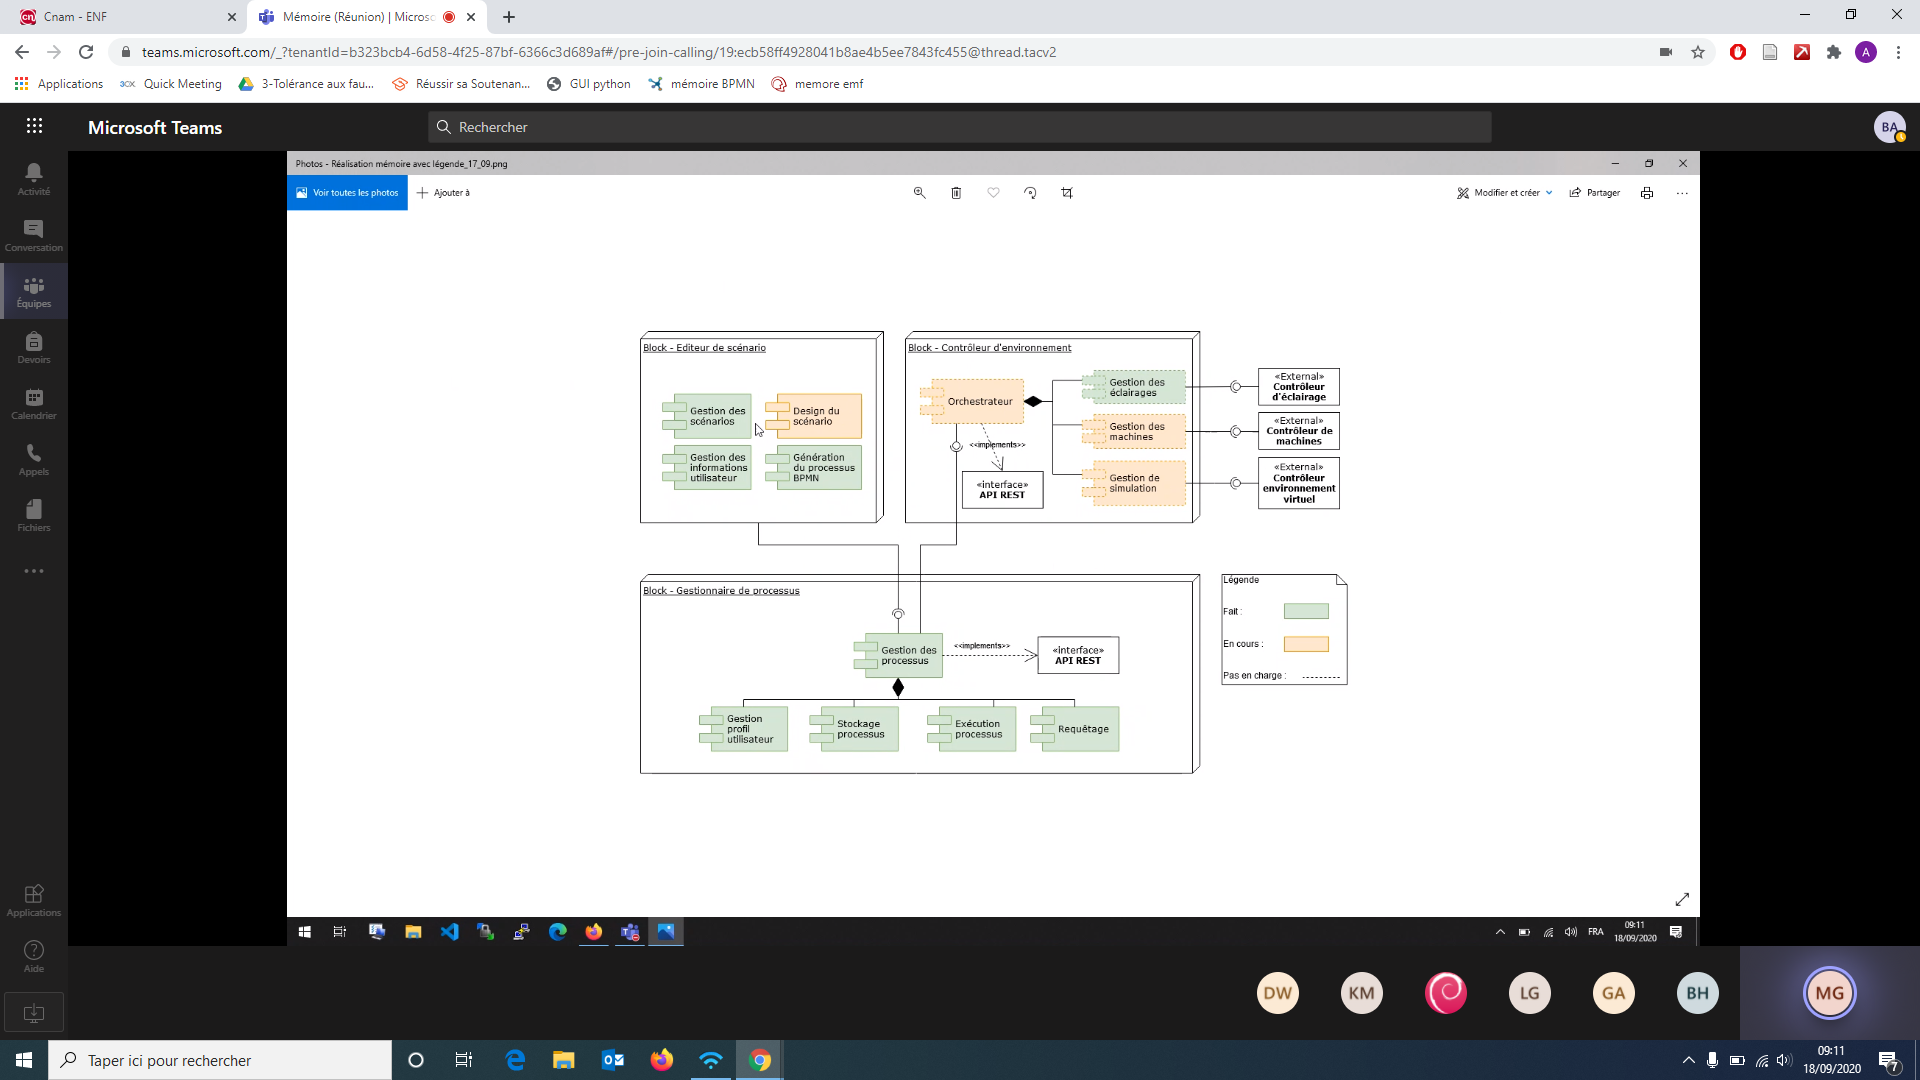 Cnam - ENF
Mémoire (Réunion) | Microsc
teams.microsoft.com/_?tenantId=b323bcb4-6d58-4f25-87bf-6366c3d689af#/pre-join-calling/19:ecb58ff4928041b8ae4b5ee7843fc455@thread.tacv2
A
Applications
3CX
Quick Meeting
3-Tolérance aux fau...
Réussir sa Soutenan...
GUI python
mémoire BPMN
memore emf
Microsoft Teams
Rechercher
BA
Activité
Conversation
Équipes
Devoirs
Calendrier
Appels
Fichiers
Applications
Aide
Photos - Réalisation mémoire avec légende_17_09.png
Voir toutes les photos
Ajouter à
Modifier et créer
Partager
Block - Editeur de scénario
Gestion des
scénarios
Design du
scénario
Gestion des
informations
utilisateur
Génération
du processus
BPMN
Block - Contrôleur d'environnement
Orchestrateur
<<implements>>
«interface»
API REST
Gestion des
éclairages
Gestion des
machines
Gestion de
simulation
«External»
Contrôleur
d'éclairage
«External»
Contrôleur de
machines
«External»
Contrôleur
environnement
virtuel
Block - Gestionnaire de processus
Gestion des
processus
<<implements>>
«interface»
API REST
Gestion
profil
utilisateur
Stockage
processus
Exécution
processus
Requêtage
Légende
Fait :
En cours :
Pas en charge :
FRA
09:11
18/09/2020
DW
KM
LG
GA
BH
MG
Taper ici pour rechercher
09:11
18/09/2020
7